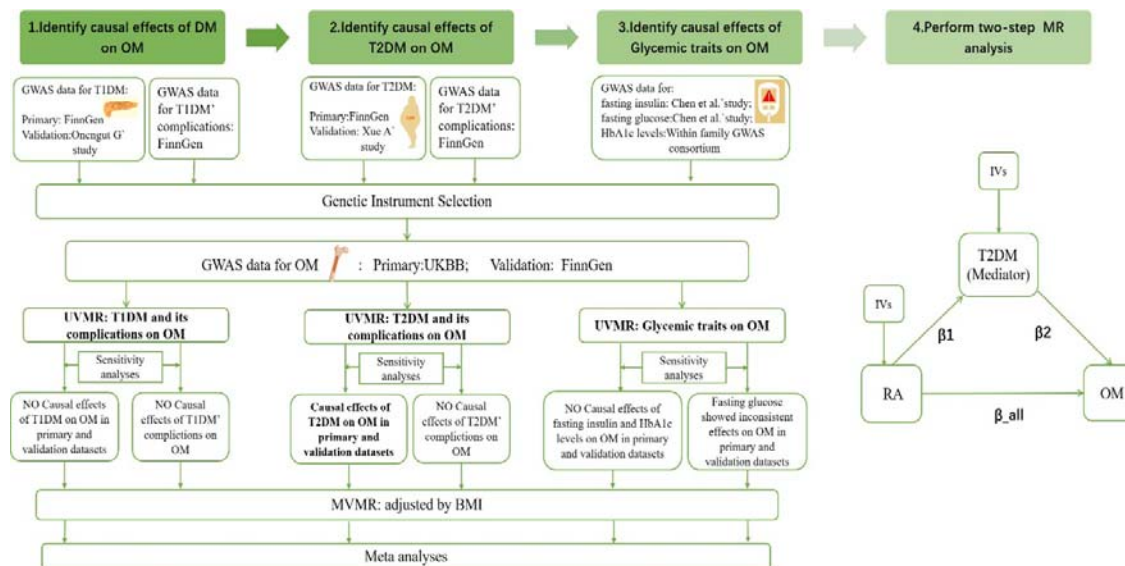 1.Identify causal effects of DM
on OM
2.Identify causal effects of
T2DM on OM
3.Identify causal effects of
Glycemic traits on OM
4.Perform two-step MR
analysis
GWAS data for T1DM:
Primary: FinnGen
Validation:Onengut G`
study
GWAS data
for T1DM’
complications:
FinnGen
GWAS data for T2DM:
Primary:FinnGen
Validation: Xue A`
study
GWAS data
for T2DM’
complications:
FinnGen
GWAS data for:
fasting insulin: Chen et al.`study;
fasting glucose:Chen et al.`study;
HbA1c levels:Within family GWAS
consortium
Genetic Instrument Selection
GWAS data for OM : Primary:UKBB; Validation: FinnGen
UVMR: T1DM and its
complications on OM
UVMR: T2DM and its
complications on OM
UVMR: Glycemic traits on OM
Sensitivity
analyses
Sensitivity
analyses
Sensitivity
analyses
NO Causal effects
of T1DM on OM in
primary and
validation datasets
NO Causal
effects of T1DM’
complictions on
OM
Causal effects of
T2DM on OM in
primary and
validation datasets
NO Causal
effects of T2DM’
complictions on
OM
NO Causal effects of
fasting insulin and HbA1c
levels on OM in primary
and validation datasets
Fasting glucose
showed inconsistent
effects on OM in
primary and
validation datasets
MVMR: adjusted by BMI
Meta analyses
IVs
T2DM
(Mediator)
IVs
β1
β2
RA
OM
β_all